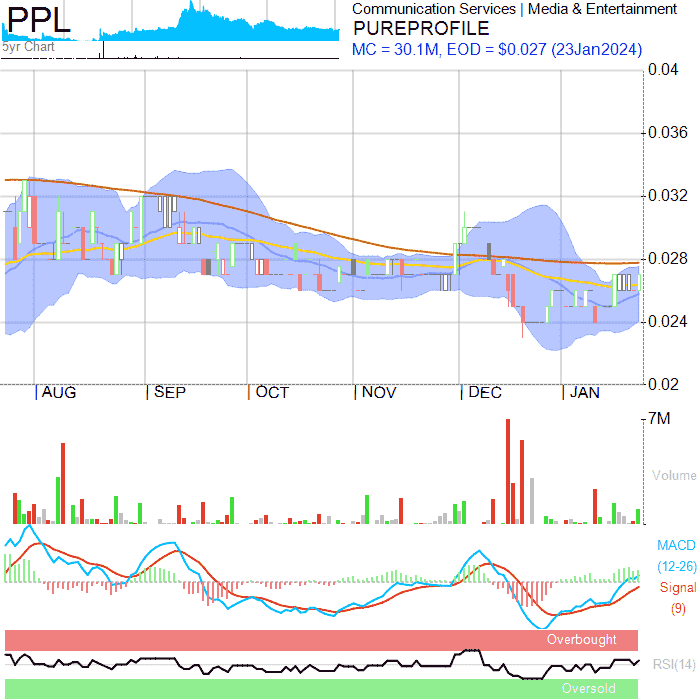 PPL
5yr Chart
Communication Services | Media & Entertainment
PUREPROFILE
MC = 30.1M, EOD = $0.027 (23Jan2024)
0.04
0.036
0.032
0.028
0.024
0.02
AUG SEP OCT NOV DEC JAN
7M
Volume
MACD
(12-26)
Signal
(9)
Overbought
RSI(14)
Oversold